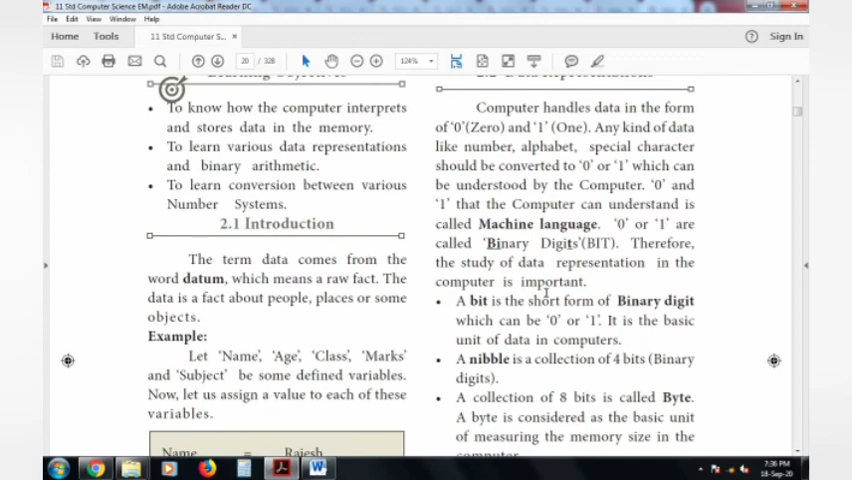 11 Std Computer Science EM.pdf - Adobe Acrobat Reader DC
File Edit View Window Help
Home Tools 11 Std Computer S... × Sign In
20 / 328 124%
Learning Objectives
• To know how the computer interprets
and stores data in the memory.
• To learn various data representations
and binary arithmetic.
• To learn conversion between various
Number Systems.
2.1 Introduction
The term data comes from the
word datum, which means a raw fact. The
data is a fact about people, places or some
objects.
Example:
Let ‘Name’, ‘Age’, ‘Class’, ‘Marks’
and ‘Subject’ be some defined variables.
Now, let us assign a value to each of these
variables.
Name = Rajesh
2.2 Data Representations
Computer handles data in the form
of ‘0’(Zero) and ‘1’ (One). Any kind of data
like number, alphabet, special character
should be converted to ‘0’ or ‘1’ which can
be understood by the Computer. ‘0’ and
‘1’ that the Computer can understand is
called Machine language. ‘0’ or ‘1’ are
called ‘Binary Digits’(BIT). Therefore,
the study of data representation in the
computer is important.
• A bit is the short form of Binary digit
which can be ‘0’ or ‘1’. It is the basic
unit of data in computers.
• A nibble is a collection of 4 bits (Binary
digits).
• A collection of 8 bits is called Byte.
A byte is considered as the basic unit
of measuring the memory size in the
computer.
7:36 PM
18-Sep-20